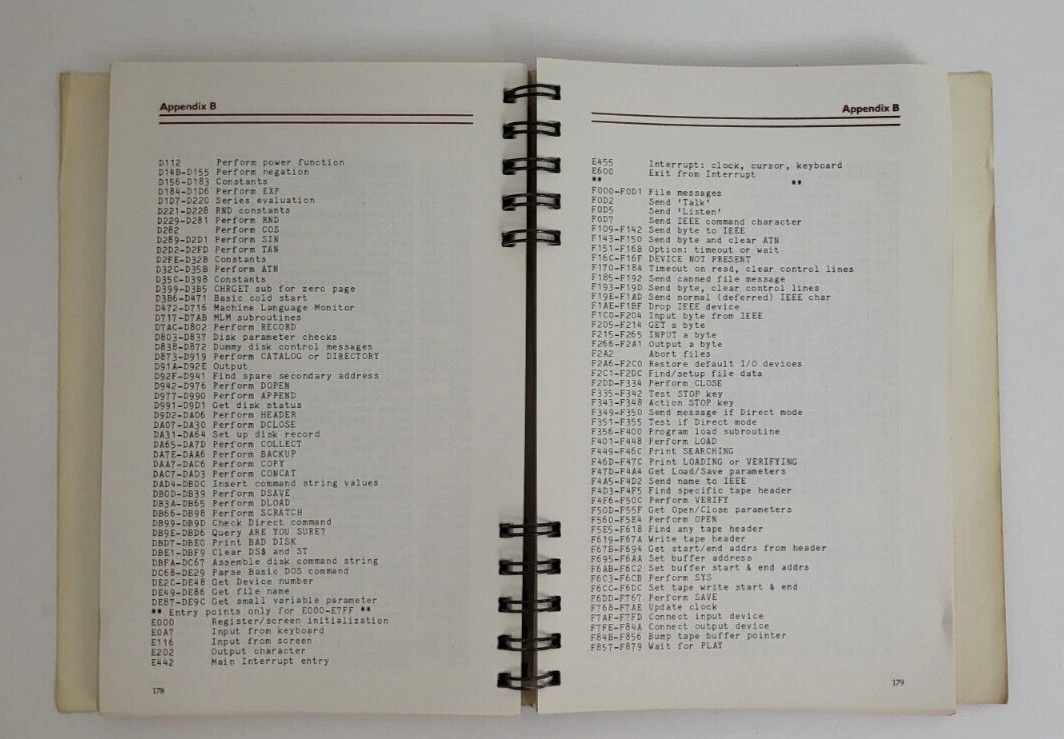 Appendix B
D112 Perform power function
D14B-D155 Perform negation
D156-D183 Constants
D184-D1D6 Perform EXP
D1D7-D220 Series evaluation
D221-D228 RND constants
D229-D281 Perform RND
D282 Perform COS
D289-D2D1 Perform SIN
D2D2-D2FD Perform TAN
D2FE-D32B Constants
D32C-D35B Perform ATN
D35C-D398 Constants
D399-D3B5 CHRGET sub for zero page
D3B6-D471 Basic cold start
D472-D716 Machine Language Monitor
D717-D7AB MLM subroutines
D7AC-D802 Perform RECORD
D803-D837 Disk parameter checks
D838-D872 Dummy disk control messages
D873-D919 Perform CATALOG or DIRECTORY
D91A-D92E Output
D92F-D941 Find spare secondary address
D942-D976 Perform DOPEN
D977-D990 Perform APPEND
D991-D9D1 Get disk status
D9D2-DA06 Perform HEADER
DA07-DA30 Perform DCLOSE
DA31-DA64 Set up disk record
DA65-DA7D Perform COLLECT
DA7E-DAA6 Perform BACKUP
DAA7-DAC6 Perform COPY
DAC7-DAD3 Perform CONCAT
DAD4-DB0C Insert command string values
DB0D-DB39 Perform DSAVE
DB3A-DB65 Perform DLOAD
DB66-DB98 Perform SCRATCH
DB99-DB9D Check Direct command
DB9E-DBD6 Query ARE YOU SURE?
DBD7-DBE0 Print BAD DISK
DBE1-DBF9 Clear DS$ and ST
DBFA-DC67 Assemble disk command string
DC68-DE29 Parse Basic DOS command
DE2C-DE48 Get Device number
DE49-DE86 Get file name
DE87-DE9C Get small variable parameter
** Entry points only for E000-E7FF **
E000 Register/screen initialization
E0A7 Input from keyboard
E116 Input from screen
E202 Output character
E442 Main Interrupt entry
178
Appendix B
E455 Interrupt: clock, cursor, keyboard
E600 Exit from Interrupt
** **
F000-F0D1 File messages
F0D2 Send 'Talk'
F0D5 Send 'Listen'
F0D7 Send IEEE command character
F109-F142 Send byte to IEEE
F143-F150 Send byte and clear ATN
F151-F16B Option: timeout or wait
F16C-F16F DEVICE NOT PRESENT
F170-F184 Timeout on read, clear control lines
F185-F192 Send canned file message
F193-F19D Send byte, clear control lines
F19E-F1AD Send normal (deferred) IEEE char
F1AE-F1BF Drop IEEE device
F1C0-F204 Input byte from IEEE
F205-F214 GET a byte
F215-F265 INPUT a byte
F266-F2A1 Output a byte
F2A2 Abort files
F2A6-F2C0 Restore default I/O devices
F2C1-F2DC Find/setup file data
F2DD-F334 Perform CLOSE
F335-F342 Test STOP key
F343-F348 Action STOP key
F349-F350 Send message if Direct mode
F351-F355 Test if Direct mode
F356-F400 Program load subroutine
F401-F448 Perform LOAD
F449-F46C Print SEARCHING
F46D-F47C Print LOADING or VERIFYING
F47D-F4A4 Get Load/Save parameters
F4A5-F4D2 Send name to IEEE
F4D3-F4F5 Find specific tape header
F4F6-F50C Perform VERIFY
F50D-F55F Get Open/Close parameters
F560-F5E4 Perform OPEN
F5E5-F618 Find any tape header
F619-F67A Write tape header
F67B-F694 Get start/end addrs from header
F695-F6AA Set buffer address
F6AB-F6C2 Set buffer start & end addrs
F6C3-F6CB Perform SYS
F6CC-F6DC Set tape write start & end
F6DD-F767 Perform SAVE
F768-F7AE Update clock
F7AF-F7FD Connect input device
F7FE-F84A Connect output device
F84B-F856 Bump tape buffer pointer
F857-F879 Wait for PLAY
179